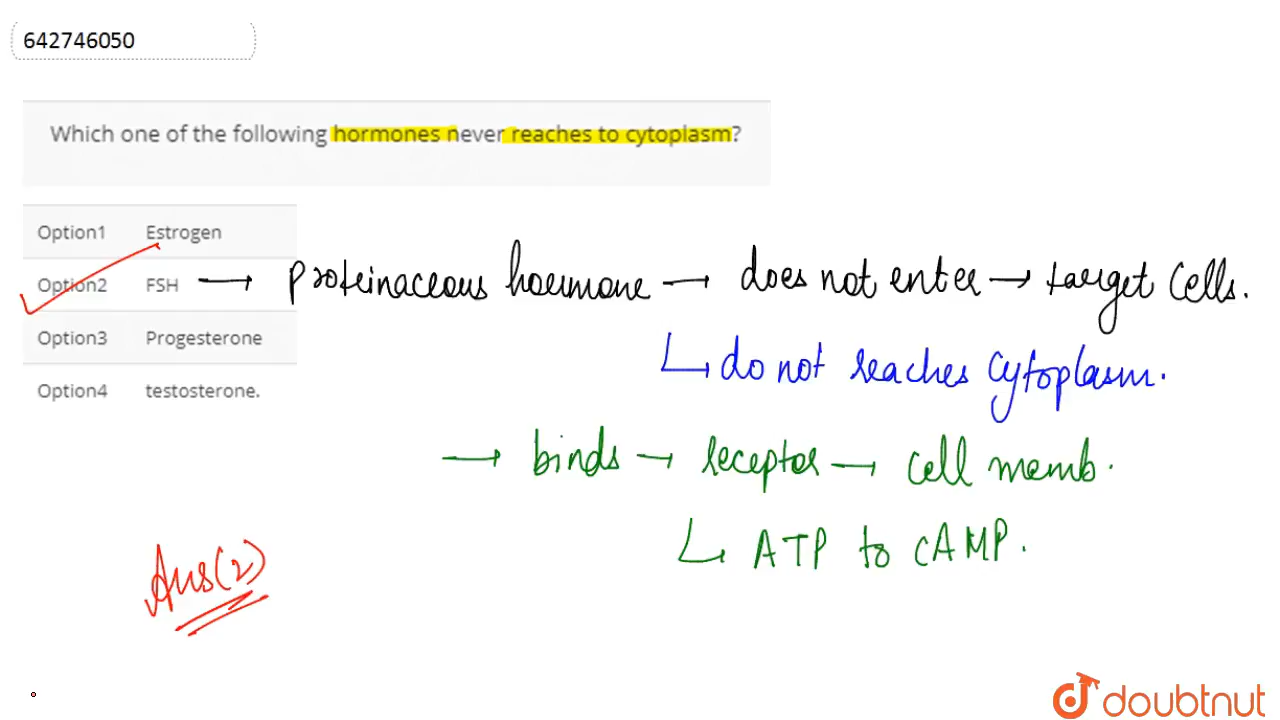 642746050
Which one of the following hormones never reaches to cytoplasm?
Option1 Estrogen
Option2 FSH → Proteinaceous hormone → does not enter → target cells.
↳ do not reaches cytoplasm.
Option3 Progesterone
Option4 testosterone.
→ binds → receptor → cell memb.
↳ ATP to cAMP.
Ans (2)
doubtnut